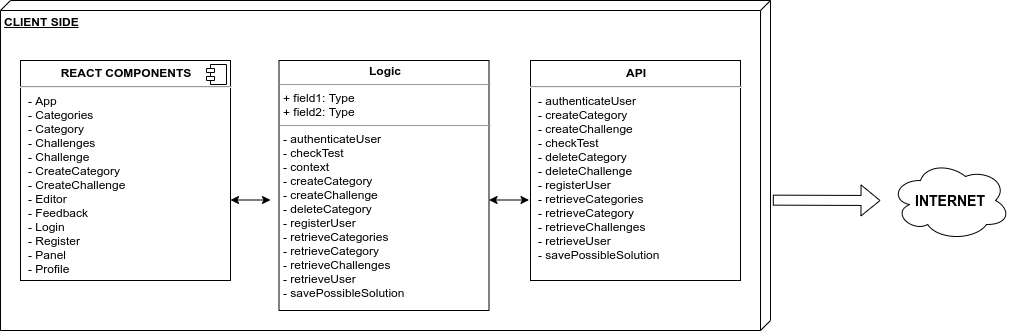 CLIENT SIDE
REACT COMPONENTS
- App
- Categories
- Category
- Challenges
- Challenge
- CreateCategory
- CreateChallenge
- Editor
- Feedback
- Login
- Register
- Panel
- Profile
Logic
+ field1: Type
+ field2: Type
- authenticateUser
- checkTest
- context
- createCategory
- createChallenge
- deleteCategory
- registerUser
- retrieveCategories
- retrieveCategory
- retrieveChallenges
- retrieveUser
- savePossibleSolution
API
- authenticateUser
- createCategory
- createChallenge
- checkTest
- deleteCategory
- deleteChallenge
- registerUser
- retrieveCategories
- retrieveCategory
- retrieveChallenges
- retrieveUser
- savePossibleSolution
INTERNET